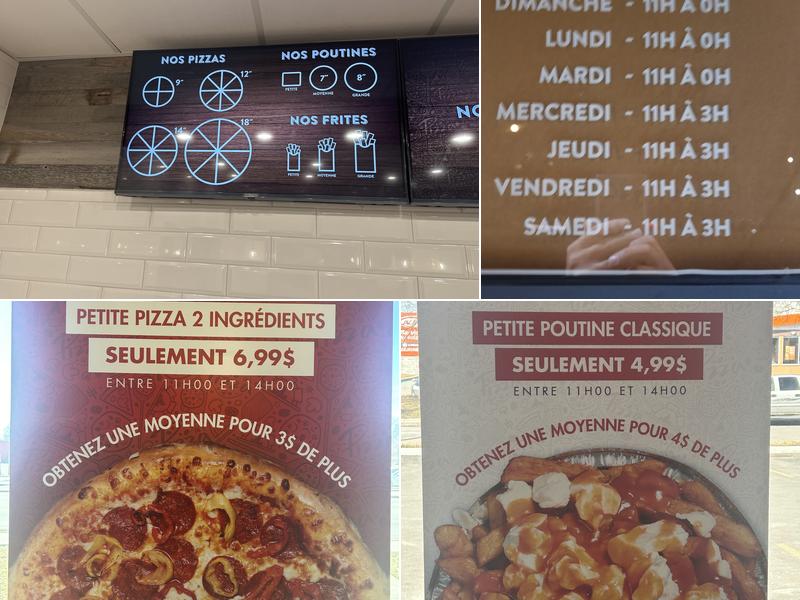 NOS PIZZAS
9"
12"
14"
18"
NOS POUTINES
PETITE
7"
MOYENNE
8"
GRANDE
NOS FRITES
PETITE
MOYENNE
GRANDE
DIMANCHE - 11H À 0H
LUNDI - 11H À 0H
MARDI - 11H À 0H
MERCREDI - 11H À 3H
JEUDI - 11H À 3H
VENDREDI - 11H À 3H
SAMEDI - 11H À 3H
PETITE PIZZA 2 INGRÉDIENTS
SEULEMENT 6,99$
ENTRE 11H00 ET 14H00
OBTENEZ UNE MOYENNE POUR 3$ DE PLUS
PETITE POUTINE CLASSIQUE
SEULEMENT 4,99$
ENTRE 11H00 ET 14H00
OBTENEZ UNE MOYENNE POUR 4$ DE PLUS